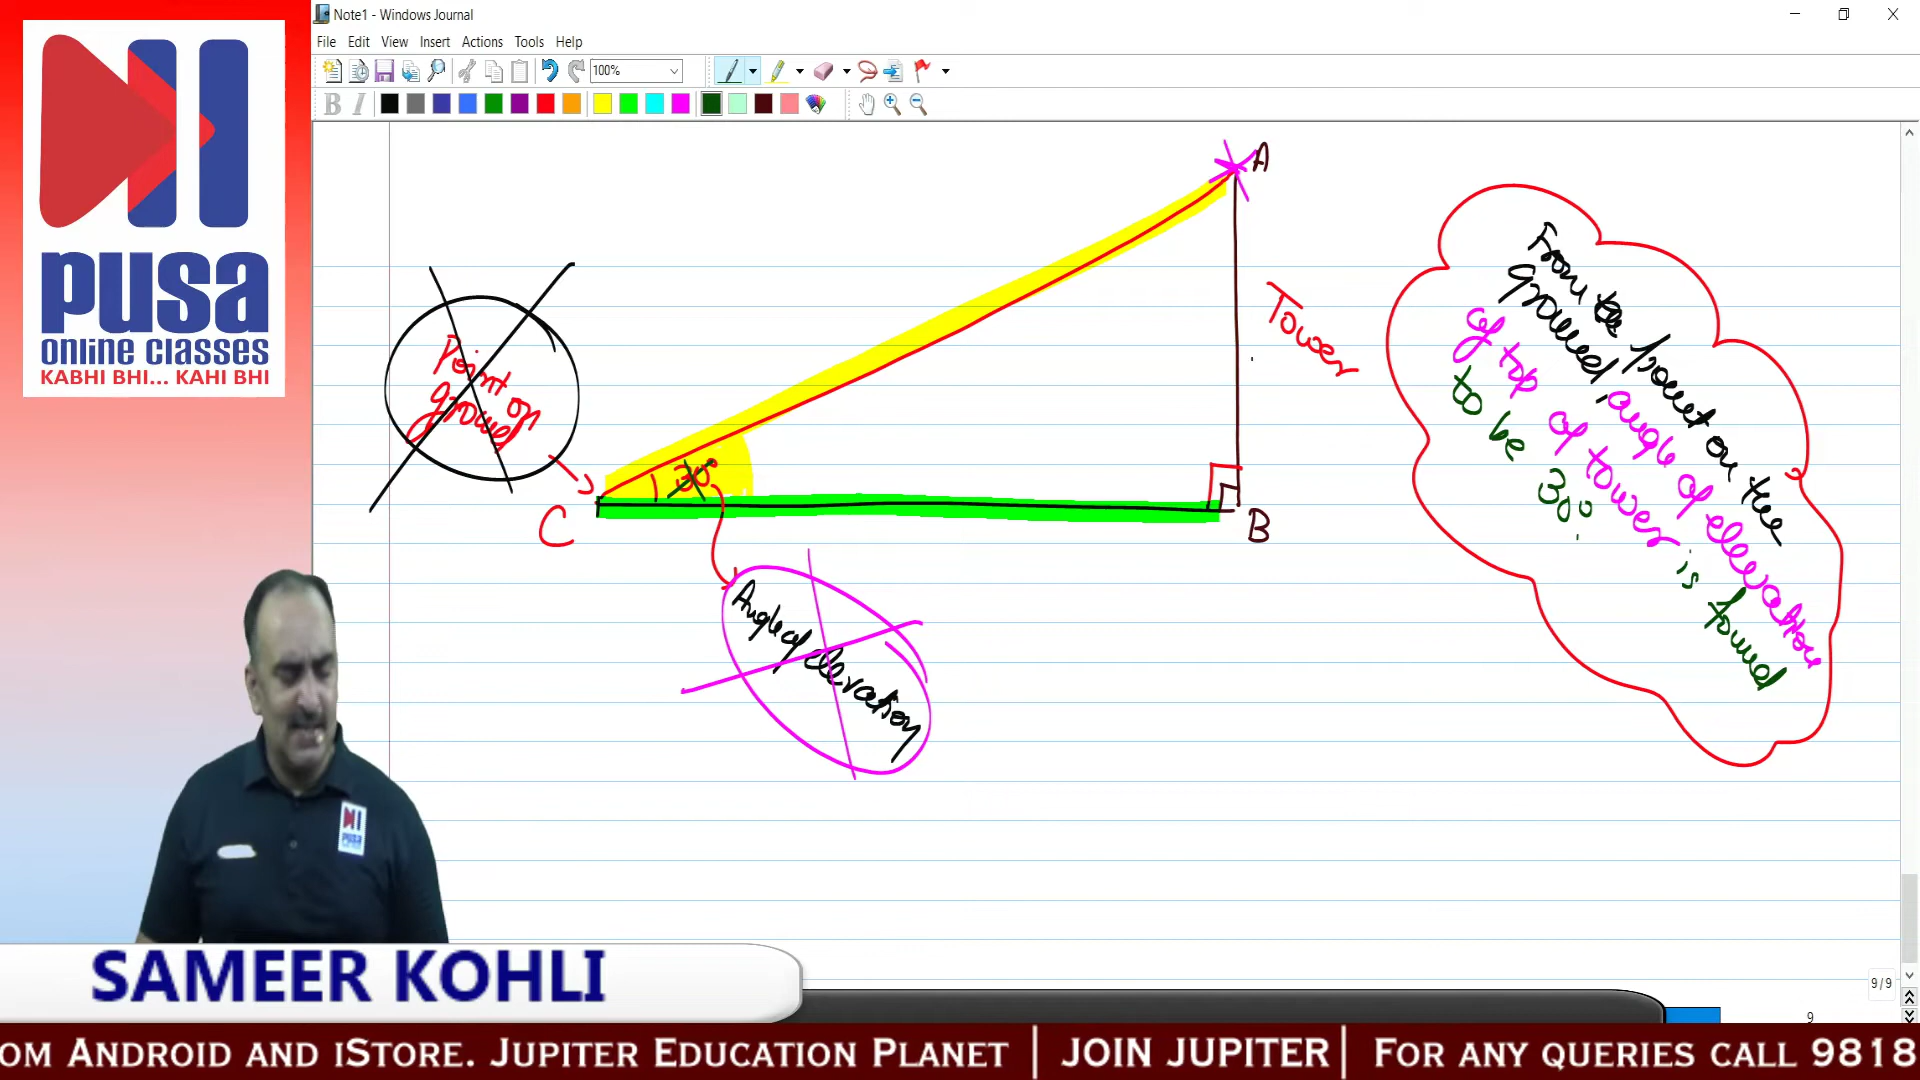 PUSA
ONLINE CLASSES
KABHI BHI... KAHI BHI
Note1 - Windows Journal
File Edit View Insert Actions Tools Help
100%
B I
A
Tower
Point on
ground
30°
C
B
Angle of elevation
From the point on the
ground, angle of elevation
of top of tower is found
to be 30°
PUSA
SAMEER KOHLI
9/9
9
OM ANDROID AND ISTORE. JUPITER EDUCATION PLANET | JOIN JUPITER | FOR ANY QUERIES CALL 9818